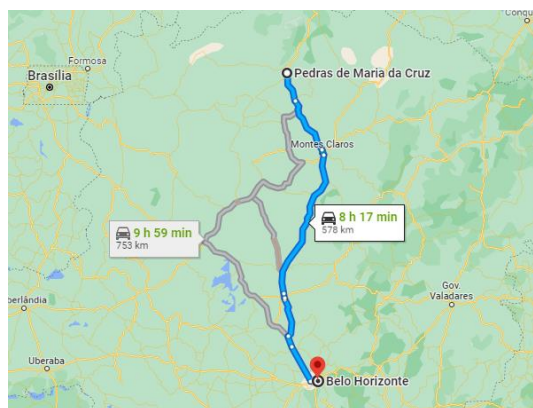 Conqu
Formosa
Brasília
Pedras de Maria da Cruz
Montes Claros
8 h 17 min
578 km
9 h 59 min
753 km
Gov.
Valadares
berlândia
Uberaba
Belo Horizonte